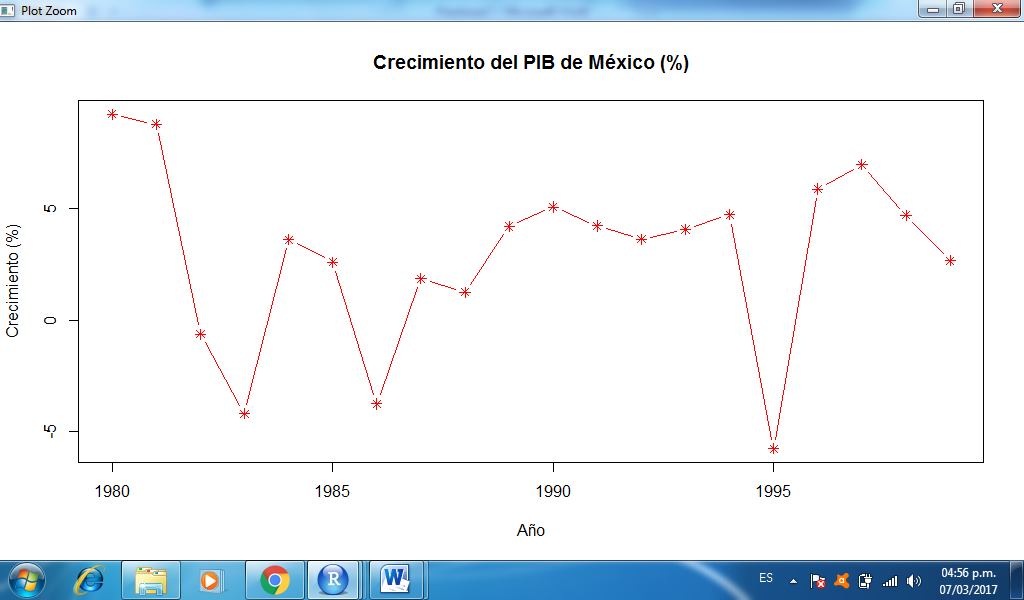 Plot Zoom
Crecimiento del PIB de México (%)
Crecimiento (%)
5
0
-5
1980
1985
1990
1995
Año
ES
04:56 p.m.
07/03/2017